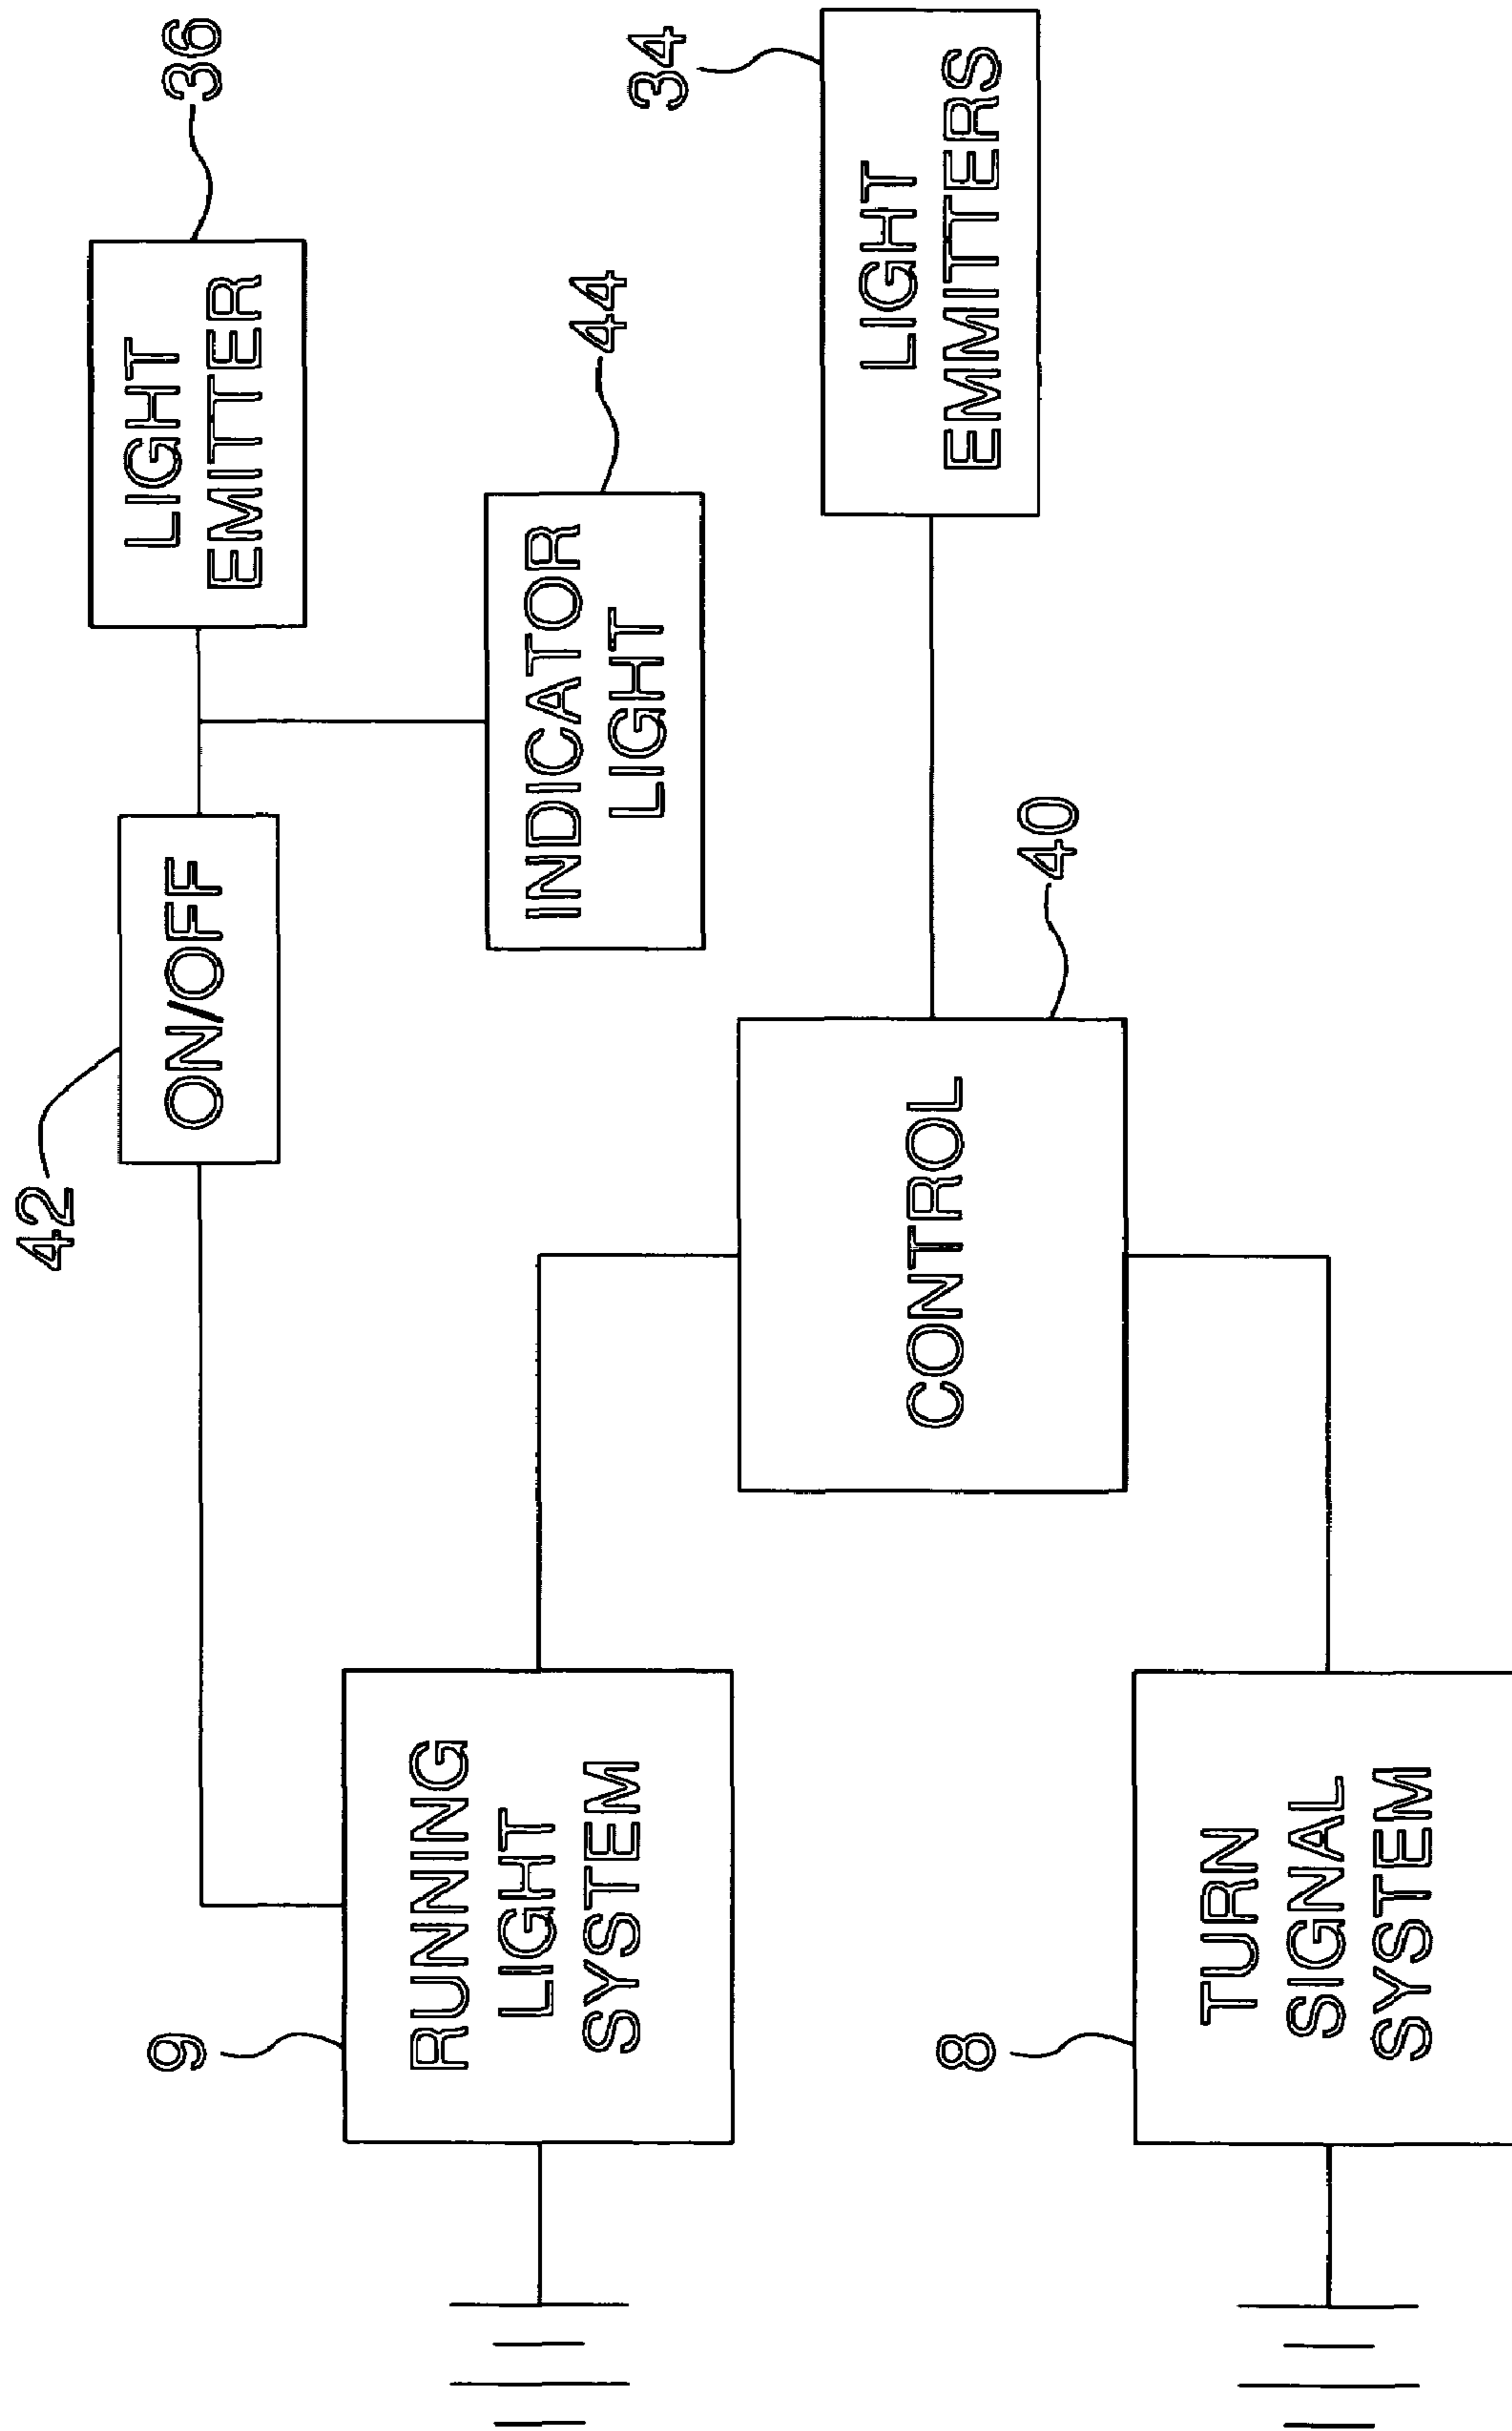 42
ON/OFF
LIGHT
EMITTER
36
INDICATOR
LIGHT
44
9
RUNNING
LIGHT
SYSTEM
CONTROL
40
LIGHT
EMMITTERS
34
8
TURN
SIGNAL
SYSTEM